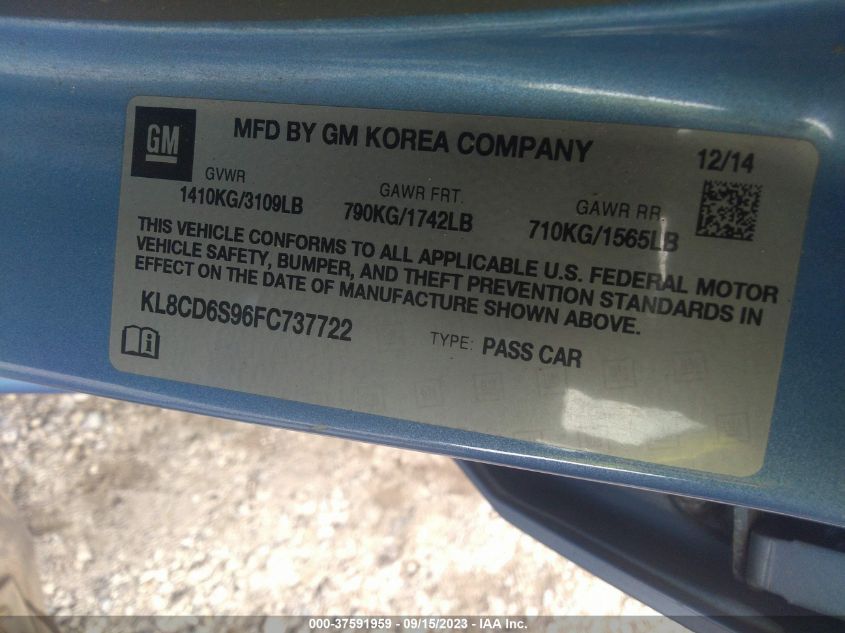 GM
MFD BY GM KOREA COMPANY
12/14
GVWR
1410KG/3109LB
GAWR FRT.
790KG/1742LB
GAWR RR.
710KG/1565LB
THIS VEHICLE CONFORMS TO ALL APPLICABLE U.S. FEDERAL MOTOR
VEHICLE SAFETY, BUMPER, AND THEFT PREVENTION STANDARDS IN
EFFECT ON THE DATE OF MANUFACTURE SHOWN ABOVE.
KL8CD6S96FC737722
TYPE: PASS CAR
000-37591959 - 09/15/2023 - IAA Inc.